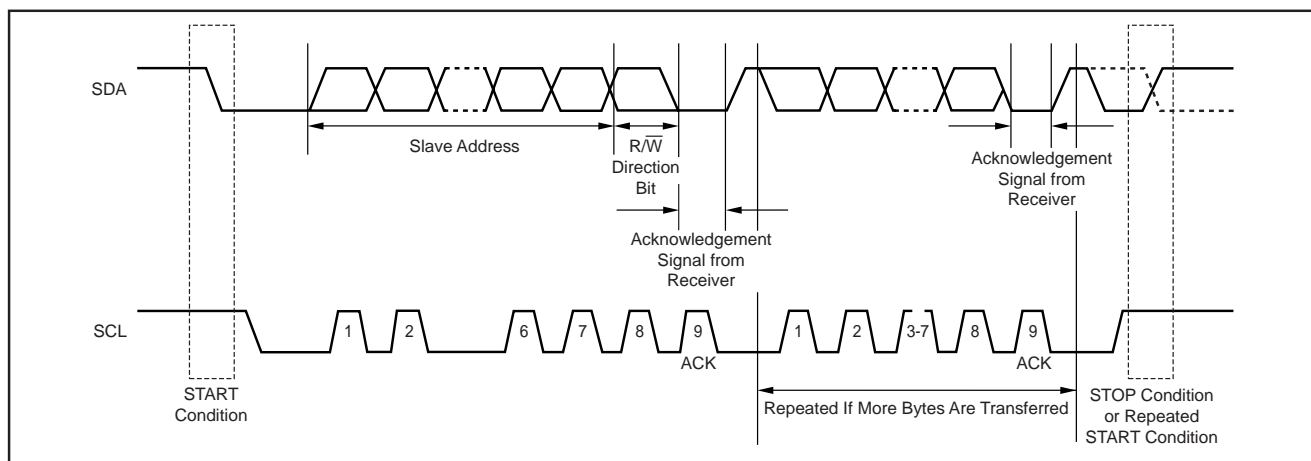 SDA
Slave Address
R/W̅
Direction
Bit
Acknowledgement
Signal from
Receiver
Acknowledgement
Signal from
Receiver
SCL
1
2
6
7
8
9
ACK
1
2
3-7
8
9
ACK
START
Condition
Repeated If More Bytes Are Transferred
STOP Condition
or Repeated
START Condition